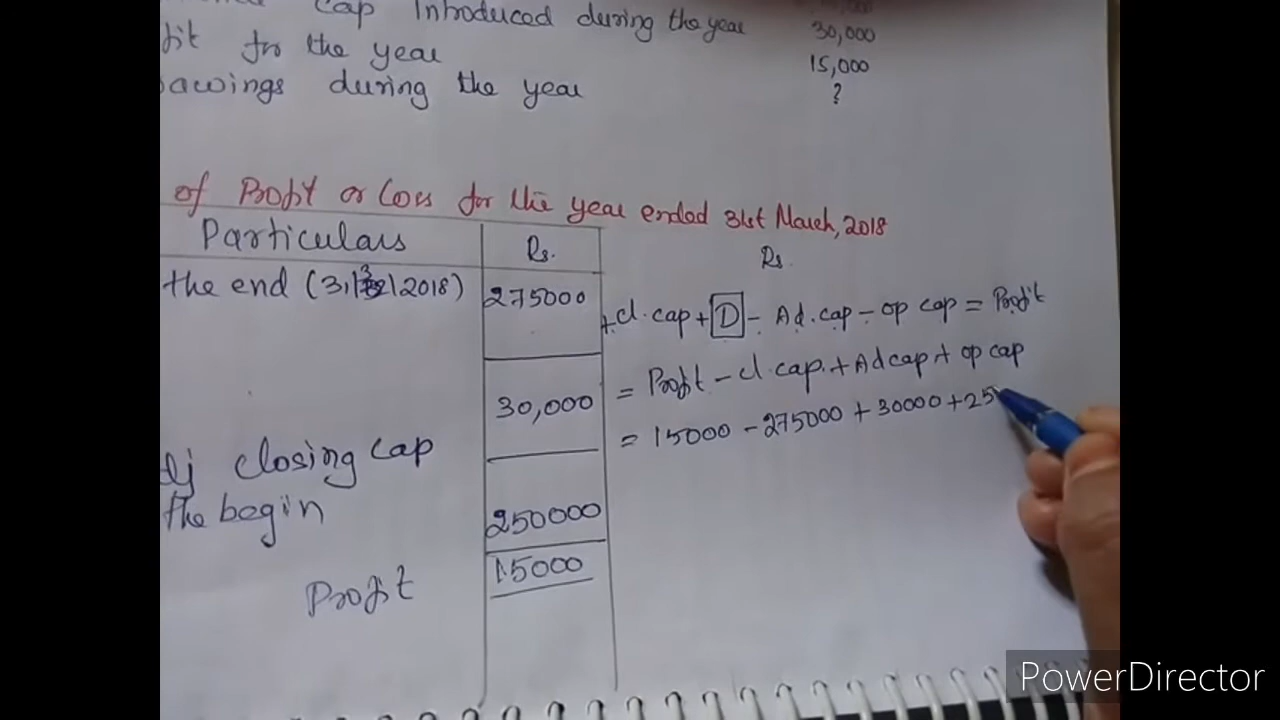 Cap Introduced during the year
30,000
fit for the year
15,000
awings during the year
?
of Profit or Loss for the year ended 31st March, 2018
Particulars
Rs.
Rs.
the end (31/3/2018)
275000
+cl.cap + D - Ad.cap - op cap = Profit
= Profit - cl.cap. + Ad cap + op cap
30,000
= 15000 - 275000 + 30000 + 25
dj closing cap
the begin
250000
Profit
15000
PowerDirector